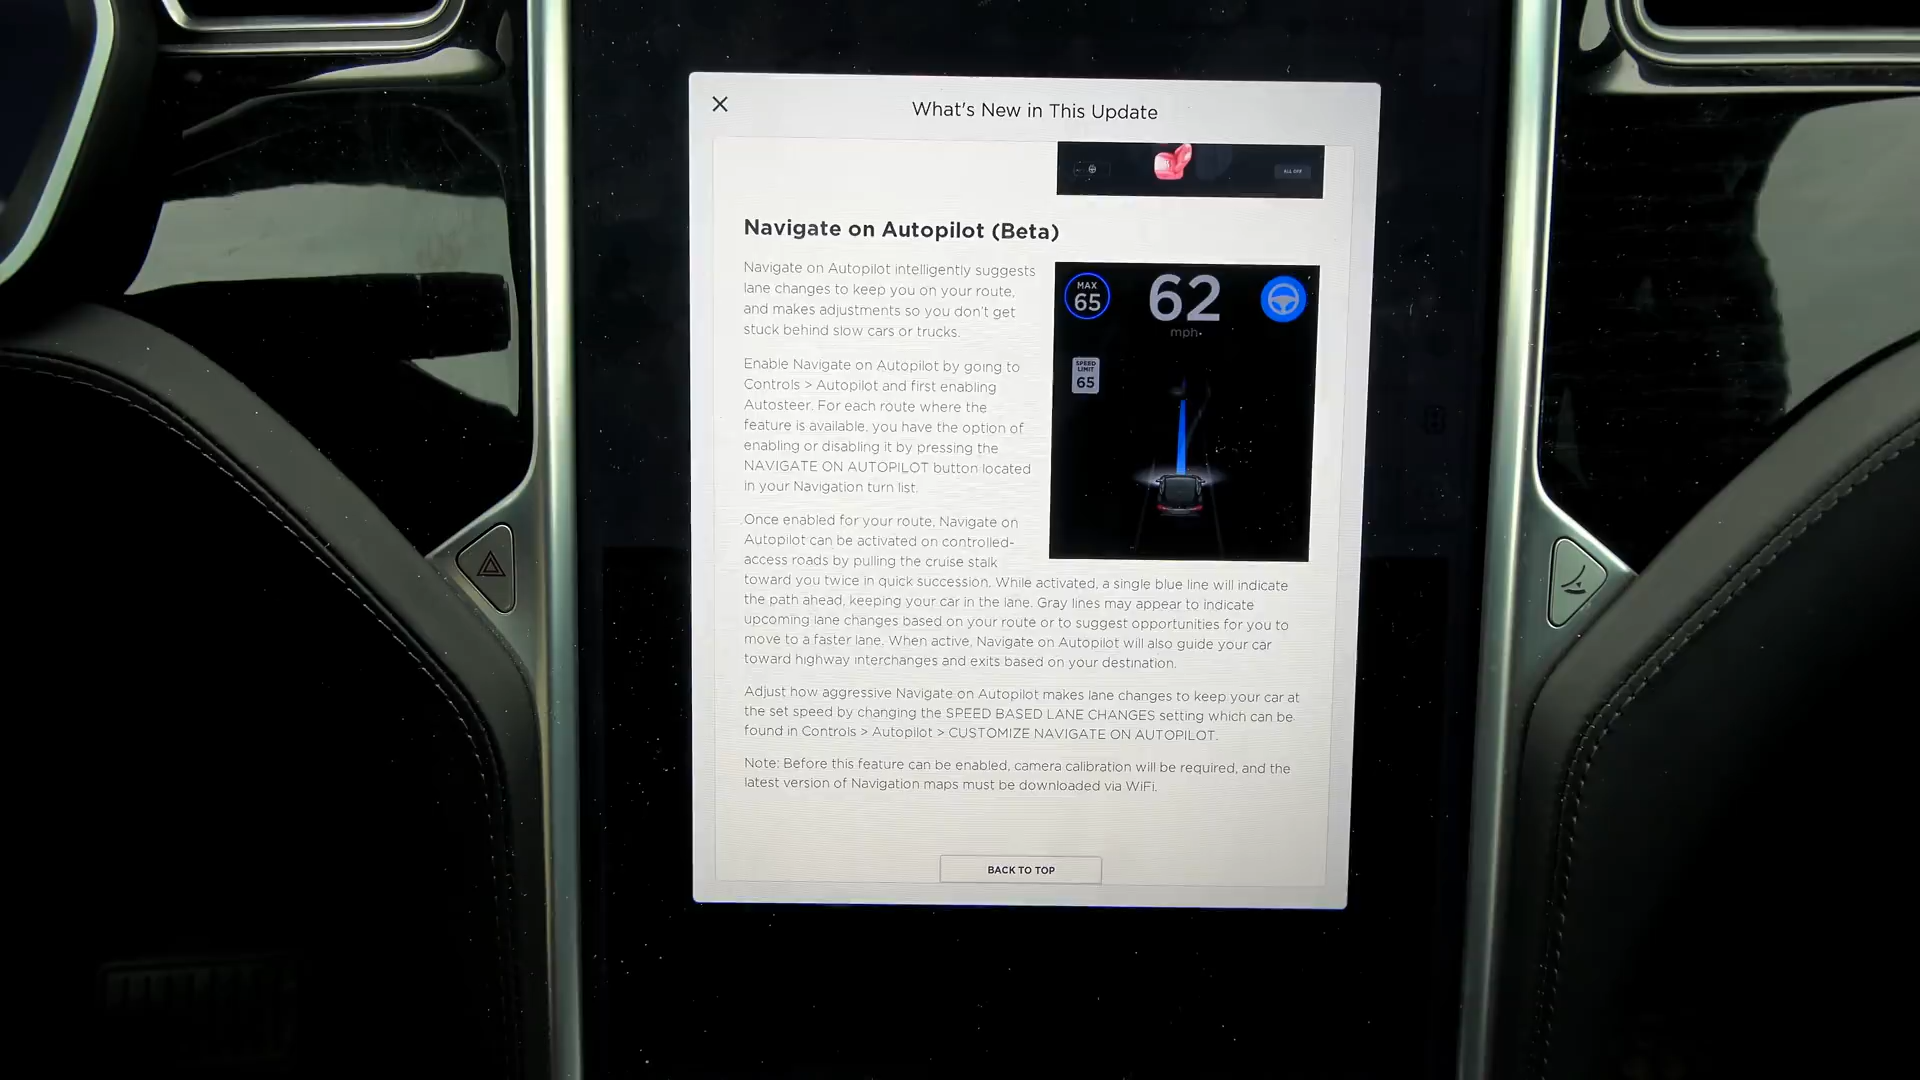 What's New in This Update
ALL OFF
Navigate on Autopilot (Beta)
Navigate on Autopilot intelligently suggests
lane changes to keep you on your route,
and makes adjustments so you don't get
stuck behind slow cars or trucks.
MAX
65
62
mph
SPEED
LIMIT
65
Enable Navigate on Autopilot by going to
Controls > Autopilot and first enabling
Autosteer. For each route where the
feature is available, you have the option of
enabling or disabling it by pressing the
NAVIGATE ON AUTOPILOT button located
in your Navigation turn list.
Once enabled for your route, Navigate on
Autopilot can be activated on controlled-
access roads by pulling the cruise stalk
toward you twice in quick succession. While activated, a single blue line will indicate
the path ahead, keeping your car in the lane. Gray lines may appear to indicate
upcoming lane changes based on your route or to suggest opportunities for you to
move to a faster lane. When active, Navigate on Autopilot will also guide your car
toward highway interchanges and exits based on your destination.
Adjust how aggressive Navigate on Autopilot makes lane changes to keep your car at
the set speed by changing the SPEED BASED LANE CHANGES setting which can be
found in Controls > Autopilot > CUSTOMIZE NAVIGATE ON AUTOPILOT.
Note: Before this feature can be enabled, camera calibration will be required, and the
latest version of Navigation maps must be downloaded via WiFi.
BACK TO TOP